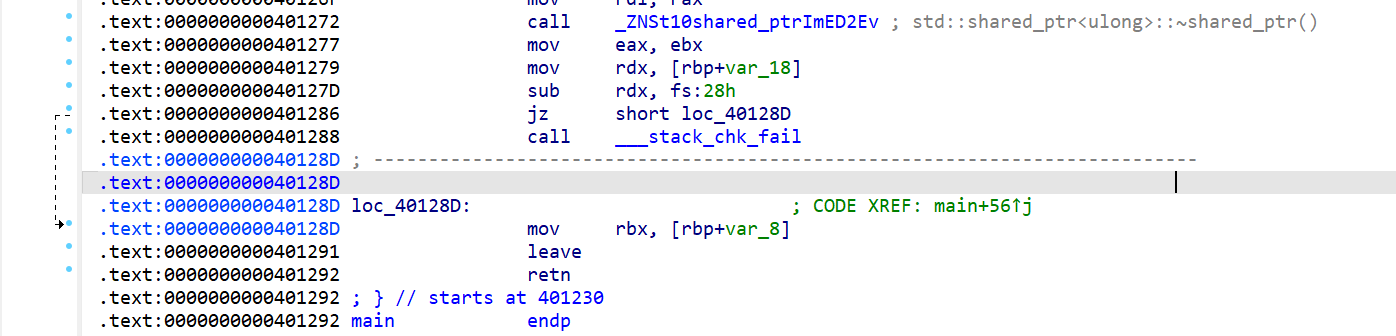 .text:000000000040126F mov rdi, rax
.text:0000000000401272 call _ZNSt10shared_ptrImED2Ev ; std::shared_ptr<ulong>::~shared_ptr()
.text:0000000000401277 mov eax, ebx
.text:0000000000401279 mov rdx, [rbp+var_18]
.text:000000000040127D sub rdx, fs:28h
.text:0000000000401286 jz short loc_40128D
.text:0000000000401288 call ___stack_chk_fail
.text:000000000040128D ; ---------------------------------------------------------------------------
.text:000000000040128D
.text:000000000040128D loc_40128D: ; CODE XREF: main+56↑j
.text:000000000040128D mov rbx, [rbp+var_8]
.text:0000000000401291 leave
.text:0000000000401292 retn
.text:0000000000401292 ; } // starts at 401230
.text:0000000000401292 main endp